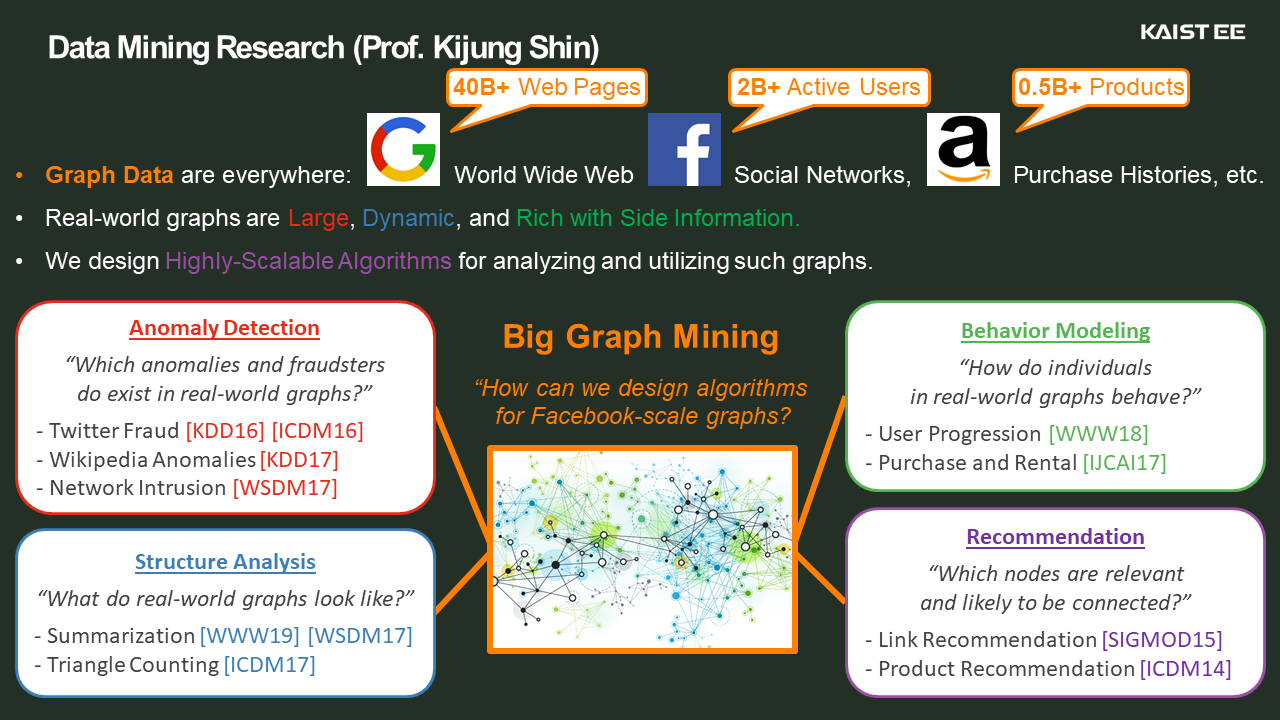 Data Mining Research (Prof. Kijung Shin)
KAIST EE
40B+ Web Pages
2B+ Active Users
0.5B+ Products
• Graph Data are everywhere: G World Wide Web f Social Networks, a Purchase Histories, etc.
• Real-world graphs are Large, Dynamic, and Rich with Side Information.
• We design Highly-Scalable Algorithms for analyzing and utilizing such graphs.
Anomaly Detection
“Which anomalies and fraudsters
do exist in real-world graphs?”
- Twitter Fraud [KDD16] [ICDM16]
- Wikipedia Anomalies [KDD17]
- Network Intrusion [WSDM17]
Structure Analysis
“What do real-world graphs look like?”
- Summarization [WWW19] [WSDM17]
- Triangle Counting [ICDM17]
Big Graph Mining
“How can we design algorithms
for Facebook-scale graphs?
Behavior Modeling
“How do individuals
in real-world graphs behave?”
- User Progression [WWW18]
- Purchase and Rental [IJCAI17]
Recommendation
“Which nodes are relevant
and likely to be connected?”
- Link Recommendation [SIGMOD15]
- Product Recommendation [ICDM14]